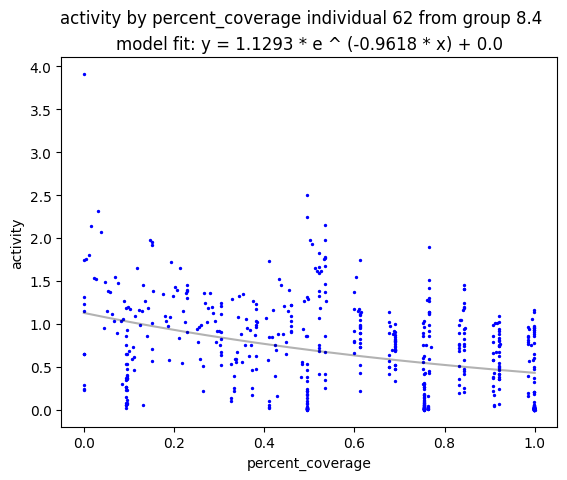 activity by percent_coverage individual 62 from group 8.4
model fit: y = 1.1293 * e ^ (-0.9618 * x) + 0.0
4.0
3.5
3.0
2.5
2.0
1.5
1.0
0.5
0.0
activity
0.0 0.2 0.4 0.6 0.8 1.0
percent_coverage